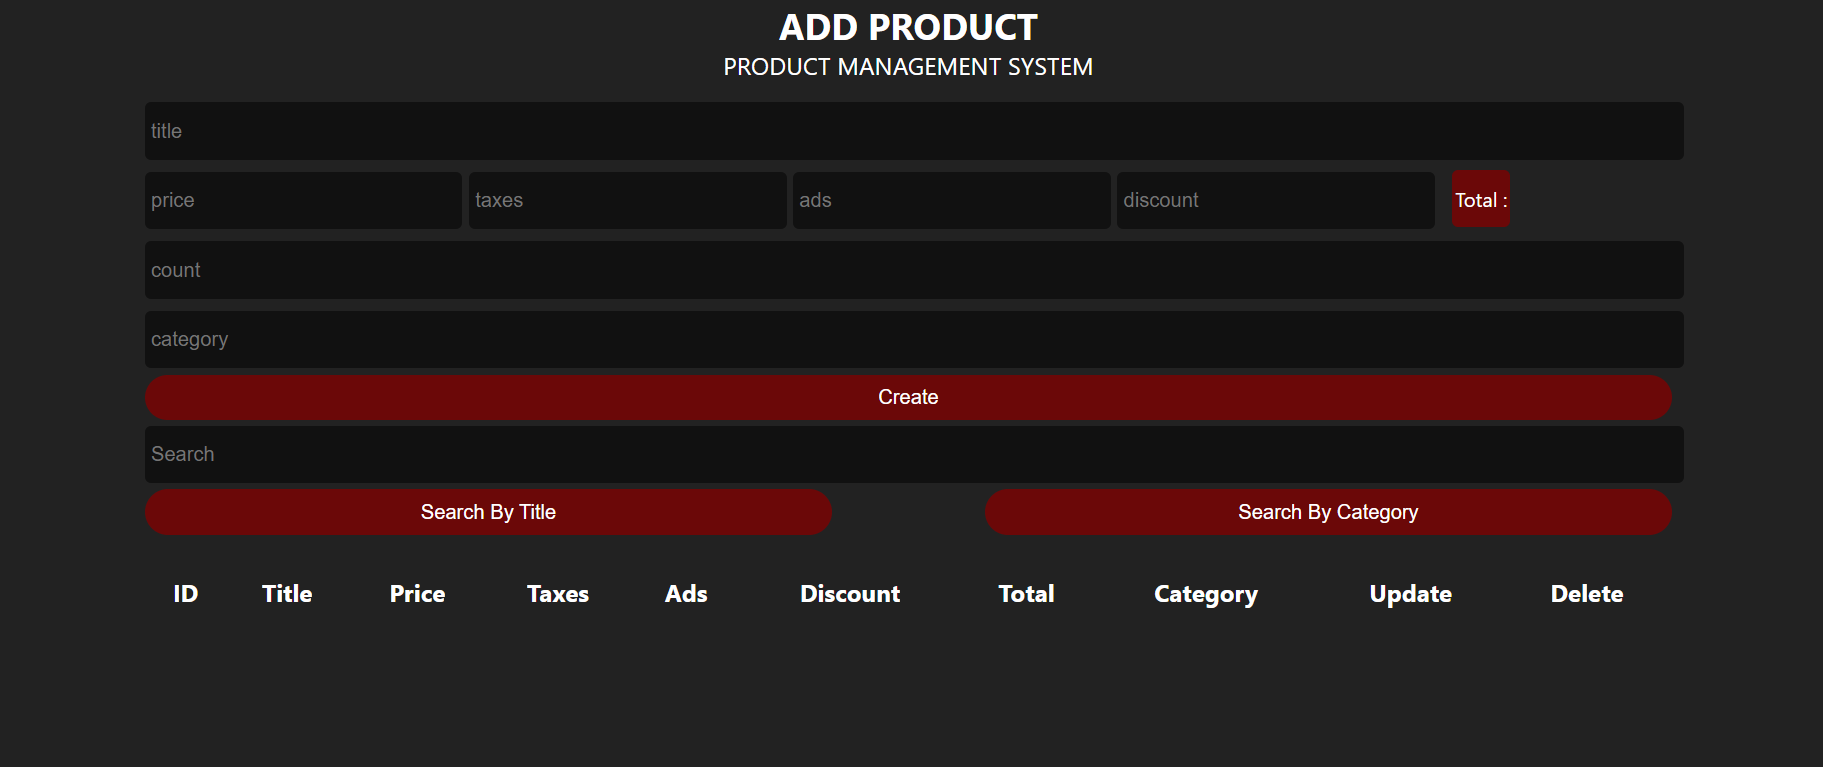 ADD PRODUCT
PRODUCT MANAGEMENT SYSTEM
title
price taxes ads discount Total :
count
category
Create
Search
Search By Title Search By Category
ID Title Price Taxes Ads Discount Total Category Update Delete